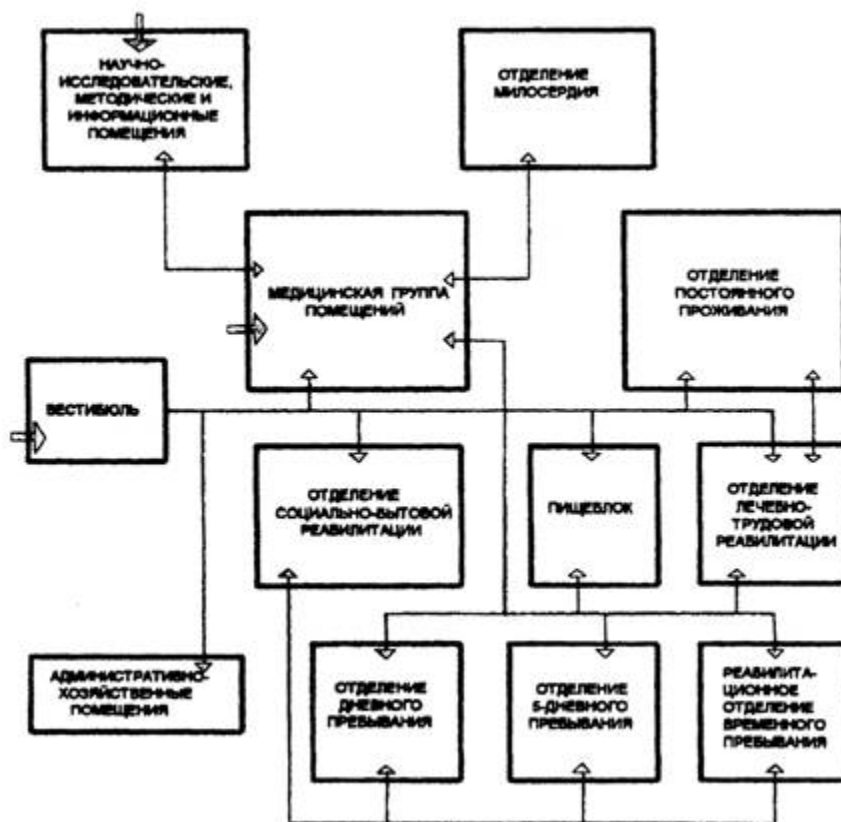 НАУЧНО-
ИССЛЕДОВАТЕЛЬСКИЕ,
МЕТОДИЧЕСКИЕ И
ИНФОРМАЦИОННЫЕ
ПОМЕЩЕНИЯ
ОТДЕЛЕНИЕ
МИЛОСЕРДИЯ
МЕДИЦИНСКАЯ ГРУППА
ПОМЕЩЕНИЙ
ОТДЕЛЕНИЕ
ПОСТОЯННОГО
ПРОЖИВАНИЯ
ВЕСТИБЮЛЬ
ОТДЕЛЕНИЕ
СОЦИАЛЬНО-БЫТОВОЙ
РЕАБИЛИТАЦИИ
ПИЩЕБЛОК
ОТДЕЛЕНИЕ
ЛЕЧЕБНО-
ТРУДОВОЙ
РЕАБИЛИТАЦИИ
АДМИНИСТРАТИВНО-
ХОЗЯЙСТВЕННЫЕ
ПОМЕЩЕНИЯ
ОТДЕЛЕНИЕ
ДНЕВНОГО
ПРЕБЫВАНИЯ
ОТДЕЛЕНИЕ
5-ДНЕВНОГО
ПРЕБЫВАНИЯ
РЕАБИЛИТА-
ЦИОННОЕ
ОТДЕЛЕНИЕ
ВРЕМЕННОГО
ПРЕБЫВАНИЯ